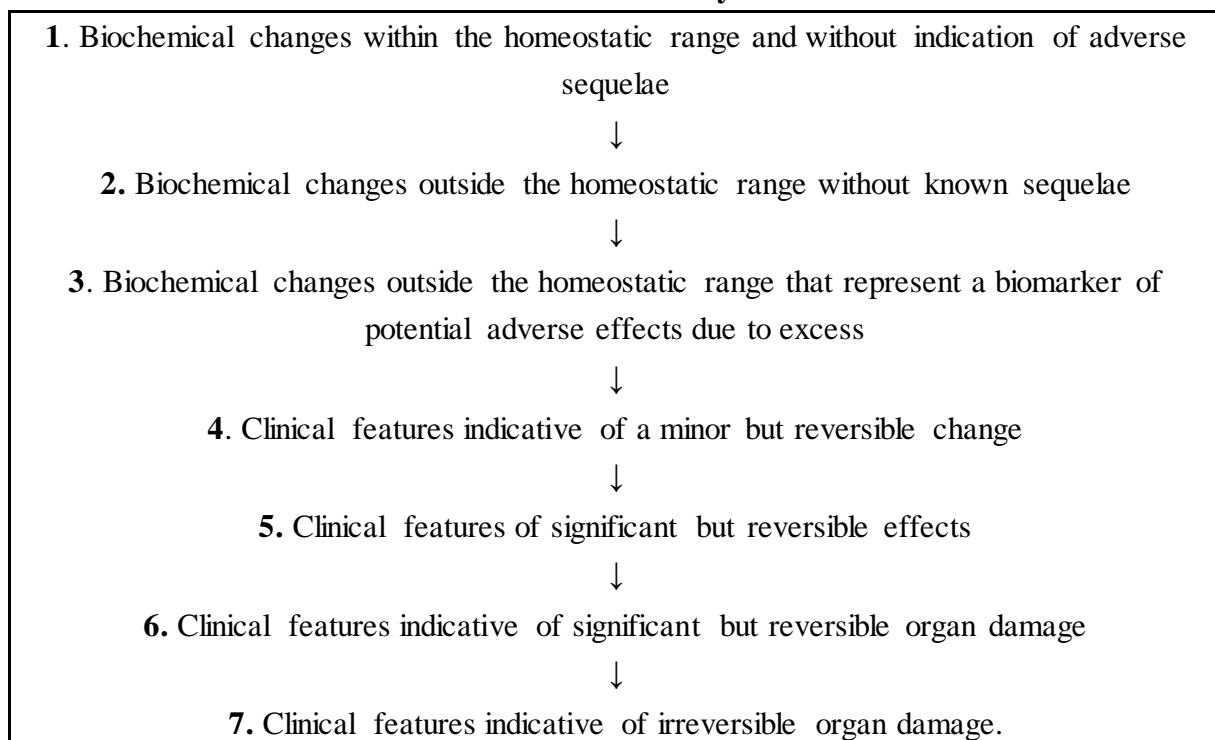 1. Biochemical changes within the homeostatic range and without indication of adverse
sequelae
↓
2. Biochemical changes outside the homeostatic range without known sequelae
↓
3. Biochemical changes outside the homeostatic range that represent a biomarker of
potential adverse effects due to excess
↓
4. Clinical features indicative of a minor but reversible change
↓
5. Clinical features of significant but reversible effects
↓
6. Clinical features indicative of significant but reversible organ damage
↓
7. Clinical features indicative of irreversible organ damage.